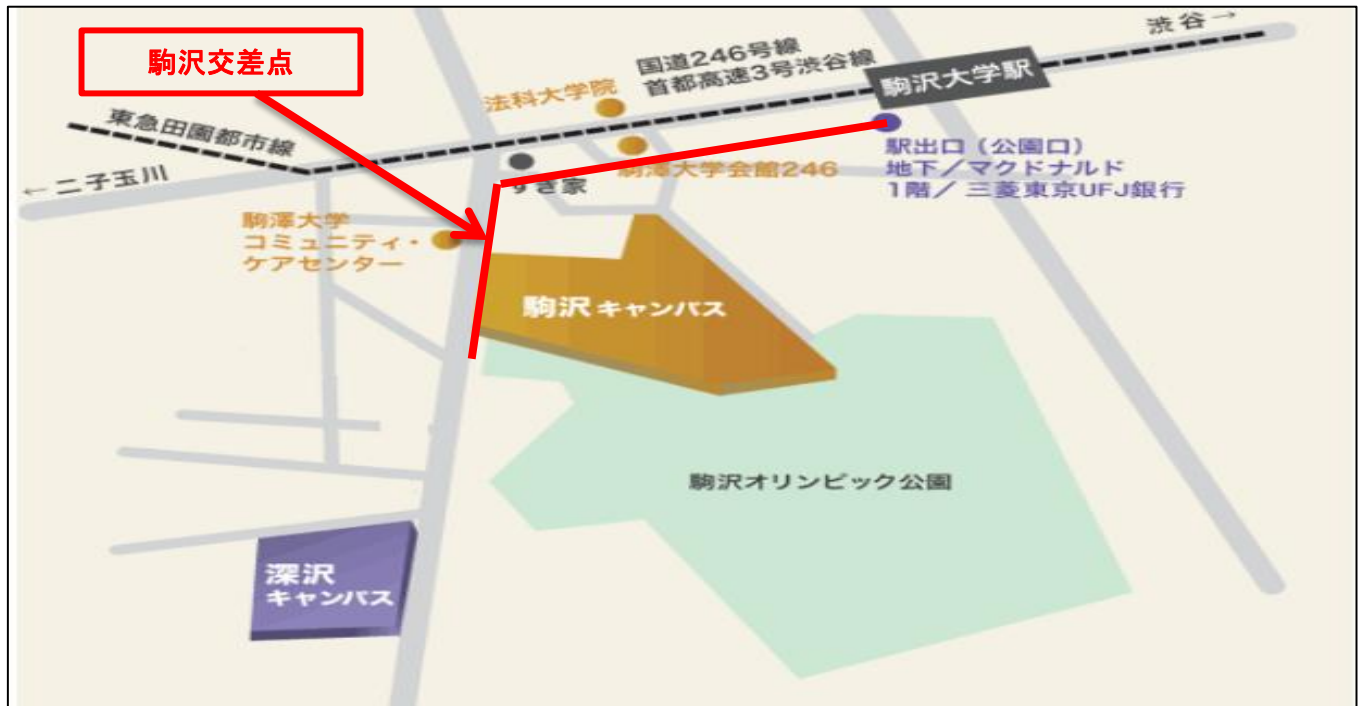 駒沢交差点
渋谷→
国道246号線
首都高速3号渋谷線
駒沢大学駅
法科大学院
東急田園都市線
←二子玉川
駅出口（公園口）
地下／マクドナルド
1階／三菱東京UFJ銀行
駒澤大学会館246
すき家
駒澤大学
コミュニティ・
ケアセンター
駒沢キャンパス
駒沢オリンピック公園
深沢
キャンパス